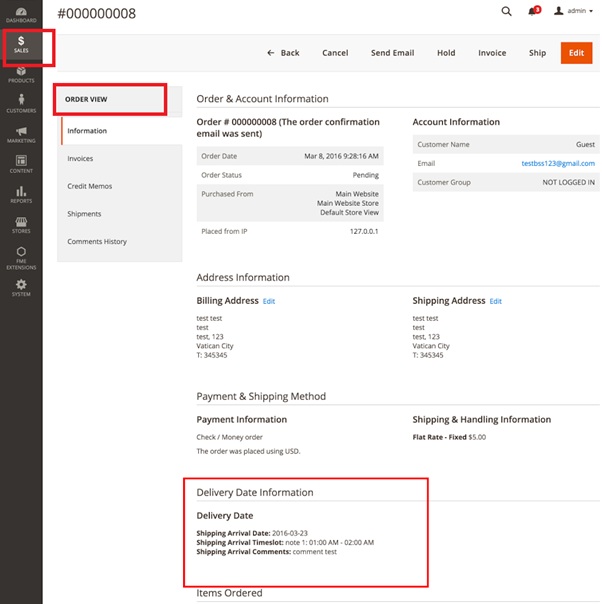 #000000008
3
admin
DASHBOARD
$
SALES
PRODUCTS
CUSTOMERS
MARKETING
CONTENT
REPORTS
STORES
FME
EXTENSIONS
SYSTEM
← Back Cancel Send Email Hold Invoice Ship Edit
ORDER VIEW
Information
Invoices
Credit Memos
Shipments
Comments History
Order & Account Information
Order # 000000008 (The order confirmation
email was sent)
Order Date Mar 8, 2016 9:28:16 AM
Order Status Pending
Purchased From Main Website
Main Website Store
Default Store View
Placed from IP 127.0.0.1
Account Information
Customer Name Guest
Email testbss123@gmail.com
Customer Group NOT LOGGED IN
Address Information
Billing Address Edit
test test
test
test, 123
Vatican City
T: 345345
Shipping Address Edit
test test
test
test, 123
Vatican City
T: 345345
Payment & Shipping Method
Payment Information
Check / Money order
The order was placed using USD.
Shipping & Handling Information
Flat Rate - Fixed $5.00
Delivery Date Information
Delivery Date
Shipping Arrival Date: 2016-03-23
Shipping Arrival Timeslot: note 1: 01:00 AM - 02:00 AM
Shipping Arrival Comments: comment test
Items Ordered